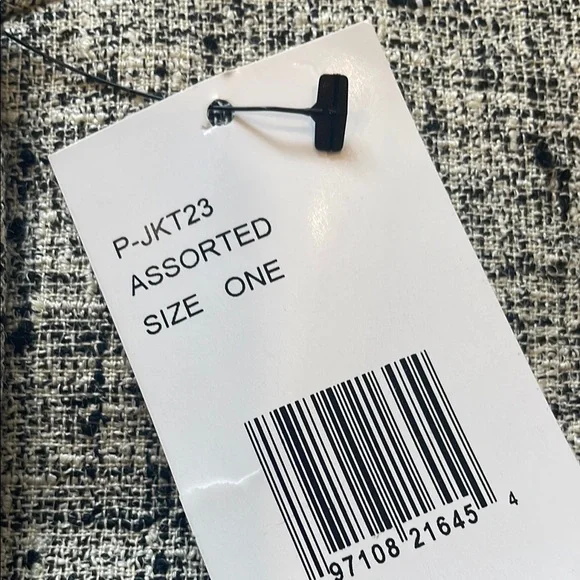 P-JKT23
ASSORTED
SIZE ONE
97108 21645 4